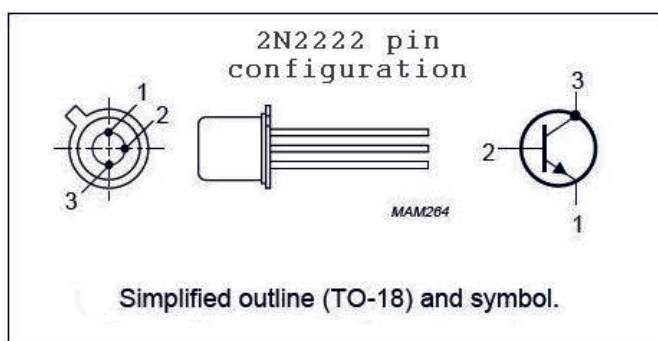 2N2222 pin
configuration
1
2
3
MAM264
3
2
1
Simplified outline (TO-18) and symbol.